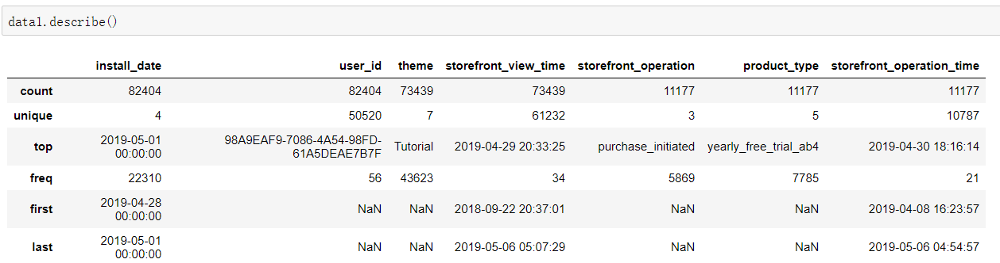 data1.describe()
install_date user_id theme storefront_view_time storefront_operation product_type storefront_operation_time
count 82404 82404 73439 73439 11177 11177 11177
unique 4 50520 7 61232 3 5 10787
top 2019-05-01 00:00:00 98A9EAF9-7086-4A54-98FD-61A5DEAE7B7F Tutorial 2019-04-29 20:33:25 purchase_initiated yearly_free_trial_ab4 2019-04-30 18:16:14
freq 22310 56 43623 34 5869 7785 21
first 2019-04-28 00:00:00 NaN NaN 2018-09-22 20:37:01 NaN NaN 2019-04-08 16:23:57
last 2019-05-01 00:00:00 NaN NaN 2019-05-06 05:07:29 NaN NaN 2019-05-06 04:54:57